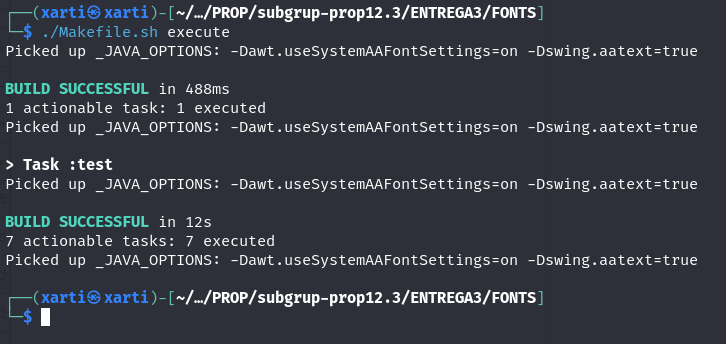 ┌──(xarti㉿xarti)-[~/…/PROP/subgrup-prop12.3/ENTREGA3/FONTS]
└─$ ./Makefile.sh execute
Picked up _JAVA_OPTIONS: -Dawt.useSystemAAFontSettings=on -Dswing.aatext=true
BUILD SUCCESSFUL in 488ms
1 actionable task: 1 executed
Picked up _JAVA_OPTIONS: -Dawt.useSystemAAFontSettings=on -Dswing.aatext=true
> Task :test
Picked up _JAVA_OPTIONS: -Dawt.useSystemAAFontSettings=on -Dswing.aatext=true
BUILD SUCCESSFUL in 12s
7 actionable tasks: 7 executed
Picked up _JAVA_OPTIONS: -Dawt.useSystemAAFontSettings=on -Dswing.aatext=true
┌──(xarti㉿xarti)-[~/…/PROP/subgrup-prop12.3/ENTREGA3/FONTS]
└─$